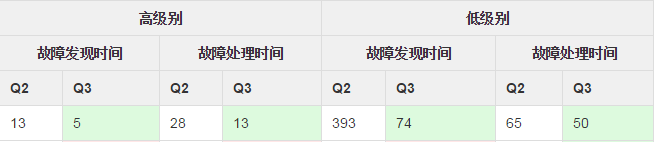 高级别 低级别
故障发现时间 故障处理时间 故障发现时间 故障处理时间
Q2 Q3 Q2 Q3 Q2 Q3 Q2 Q3
13 5 28 13 393 74 65 50